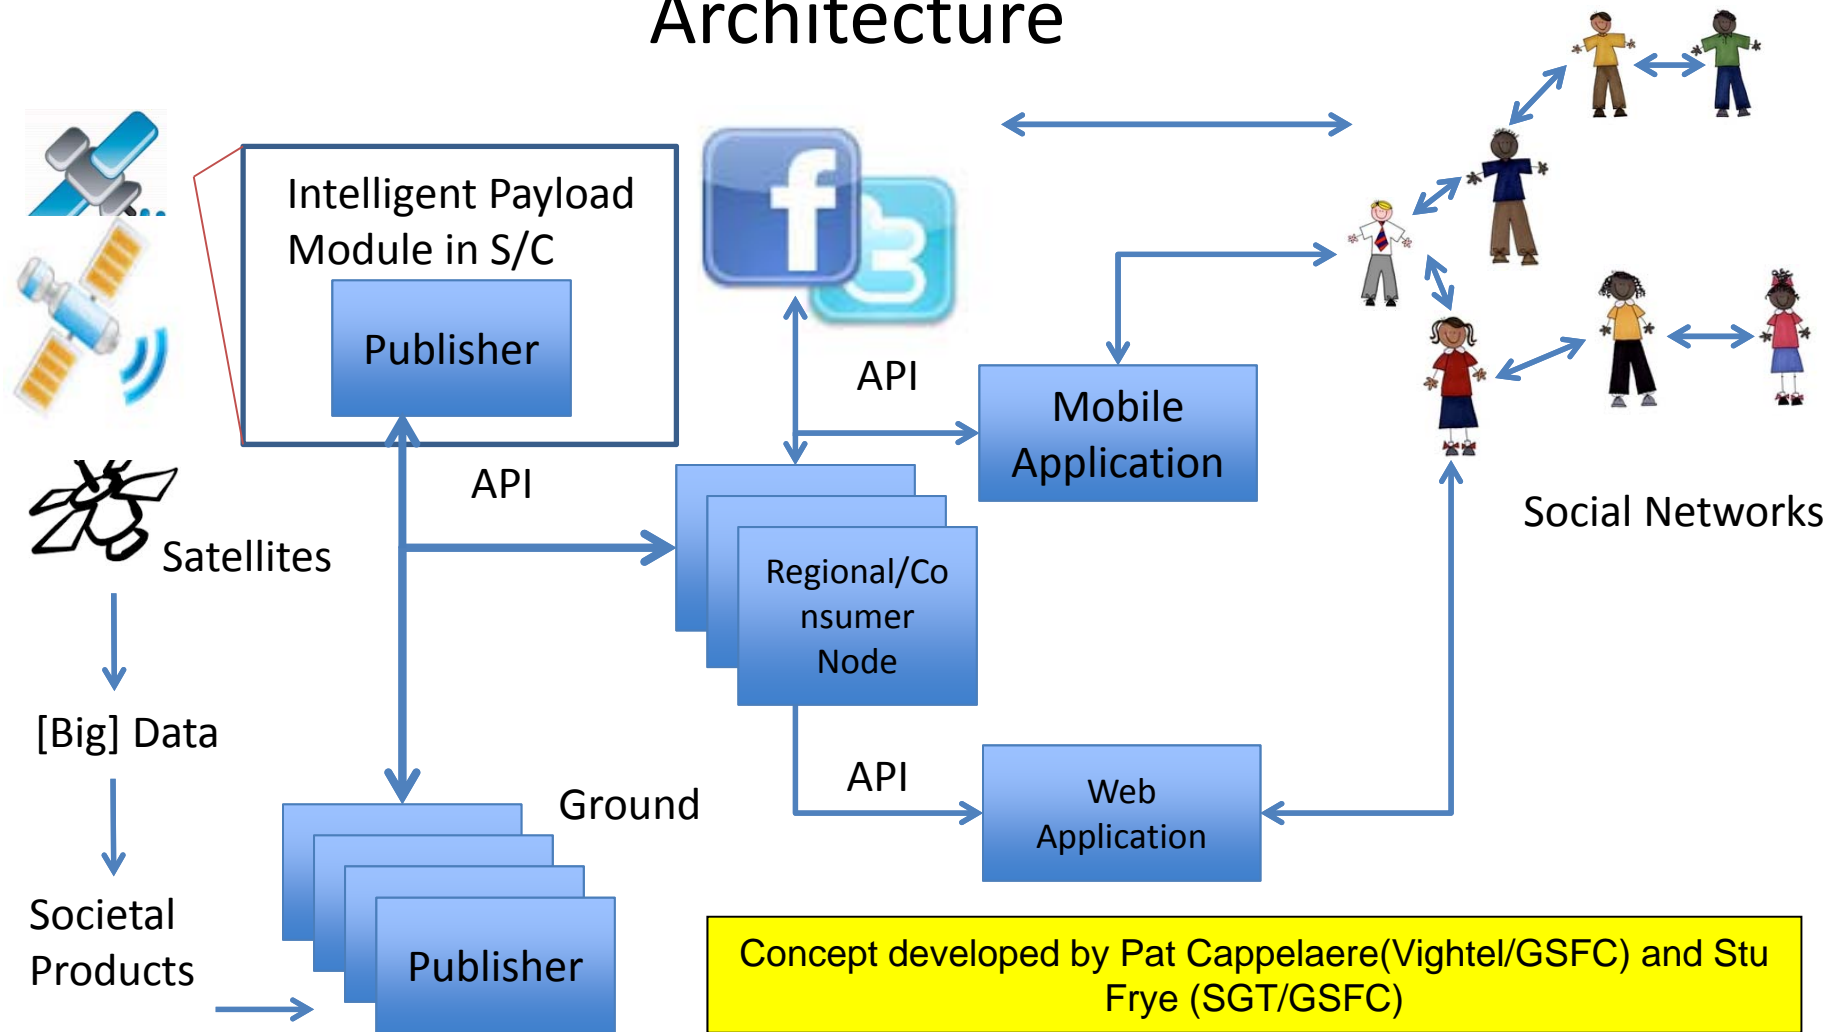 Architecture
Intelligent Payload
Module in S/C
Publisher
API
Satellites
[Big] Data
Societal
Products
Ground
Publisher
f
t
API
Mobile
Application
Regional/Co
nsumer
Node
API
Web
Application
Social Networks
Concept developed by Pat Cappelaere(Vightel/GSFC) and Stu
Frye (SGT/GSFC)